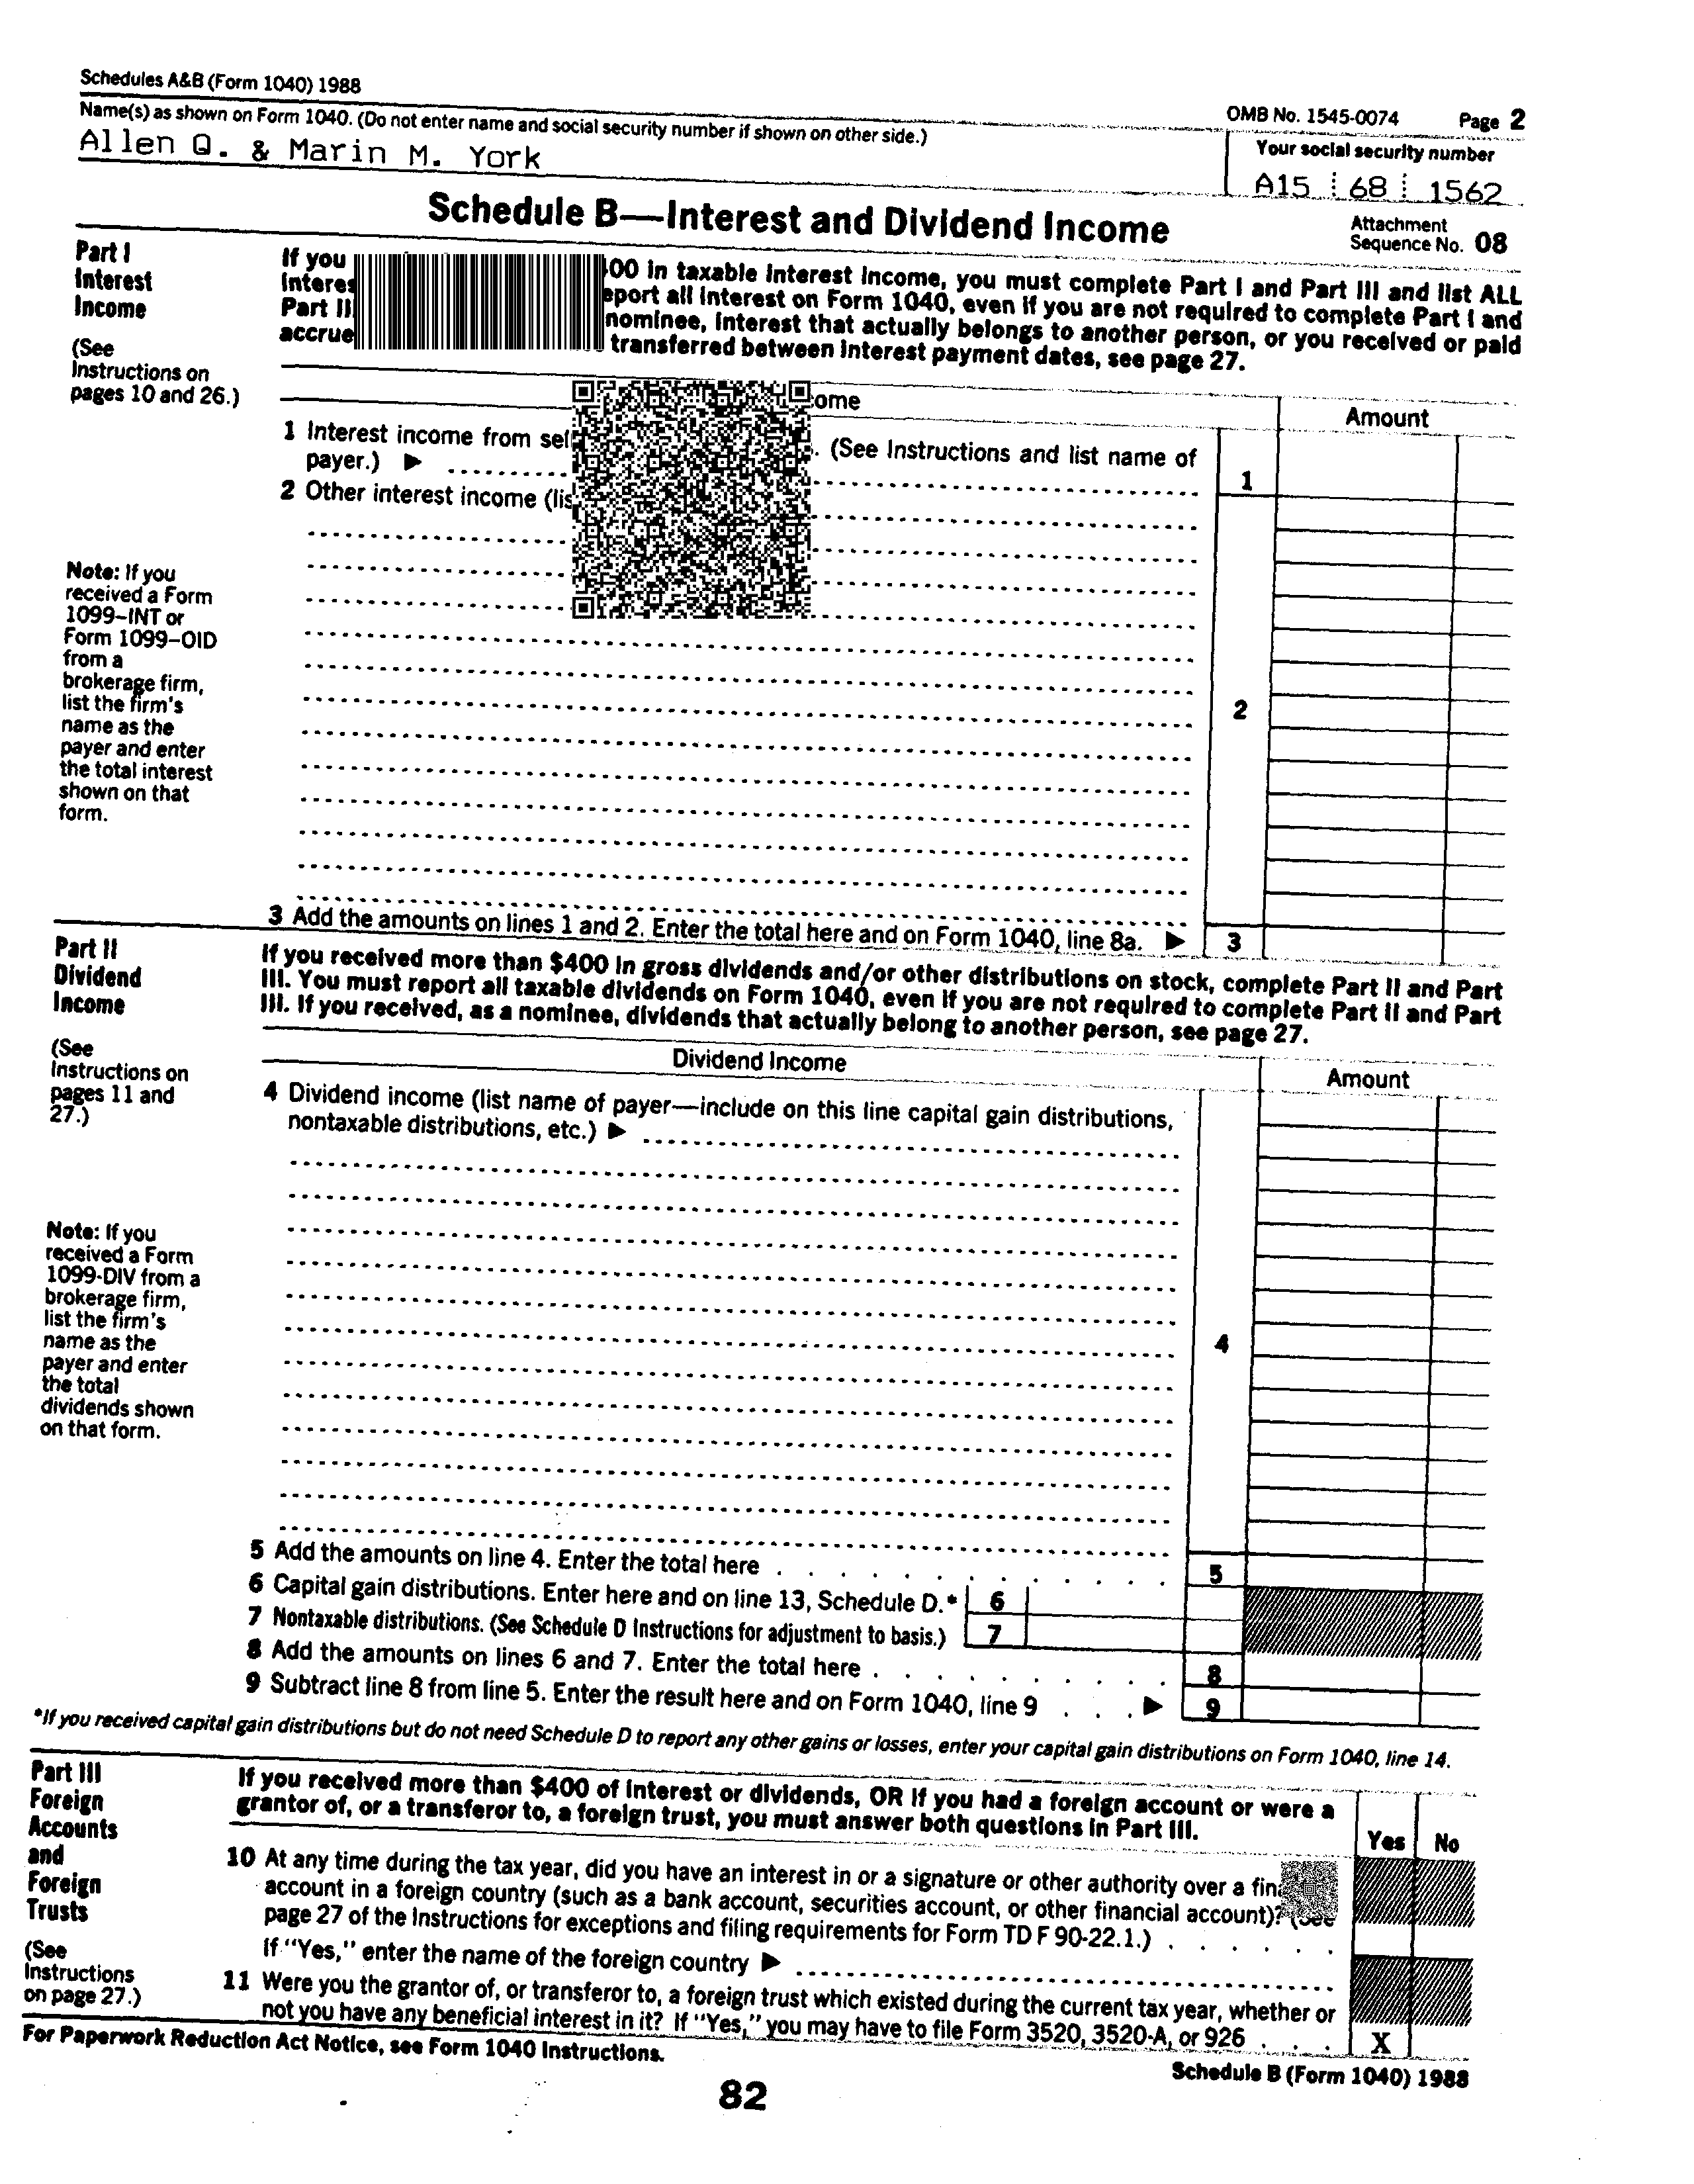 Schedules A&B (Form 1040) 1988
OMB No. 1545-0074 Page 2
Name(s) as shown on Form 1040. (Do not enter name and social security number if shown on other side.)
Your social security number
Allen Q. & Marin M. York
A15 68 1562
Schedule B—Interest and Dividend Income
Attachment
Sequence No. 08
Part I
Interest
Income
(See
Instructions on
pages 10 and 26.)
If you 00 in taxable interest income, you must complete Part I and Part III and list ALL
eport all interest on Form 1040, even if you are not required to complete Part I and
Part II nominee, interest that actually belongs to another person, or you received or paid
accrue transferred between interest payment dates, see page 27.
ome
Amount
1 Interest income from sel . (See Instructions and list name of
payer.) ▶
1
2 Other interest income (lis
Note: If you
received a Form
1099–INT or
Form 1099–OID
from a
brokerage firm,
list the firm's
name as the
payer and enter
the total interest
shown on that
form.
2
3 Add the amounts on lines 1 and 2. Enter the total here and on Form 1040, line 8a. ▶ 3
Part II
Dividend
Income
(See
Instructions on
pages 11 and
27.)
If you received more than $400 in gross dividends and/or other distributions on stock, complete Part II and Part
III. You must report all taxable dividends on Form 1040, even if you are not required to complete Part II and Part
III. If you received, as a nominee, dividends that actually belong to another person, see page 27.
Dividend Income
Amount
4 Dividend income (list name of payer—include on this line capital gain distributions,
nontaxable distributions, etc.) ▶
Note: If you
received a Form
1099-DIV from a
brokerage firm,
list the firm's
name as the
payer and enter
the total
dividends shown
on that form.
4
5 Add the amounts on line 4. Enter the total here . . . . . . . . . . . . 5
6 Capital gain distributions. Enter here and on line 13, Schedule D.* 6
7 Nontaxable distributions. (See Schedule D Instructions for adjustment to basis.) 7
8 Add the amounts on lines 6 and 7. Enter the total here . . . . . . . . . . 8
9 Subtract line 8 from line 5. Enter the result here and on Form 1040, line 9 . . . ▶ 9
*If you received capital gain distributions but do not need Schedule D to report any other gains or losses, enter your capital gain distributions on Form 1040, line 14.
Part III
Foreign
Accounts
and
Foreign
Trusts
(See
Instructions
on page 27.)
If you received more than $400 of interest or dividends, OR if you had a foreign account or were a
grantor of, or a transferor to, a foreign trust, you must answer both questions in Part III.
Yes No
10 At any time during the tax year, did you have an interest in or a signature or other authority over a fina
account in a foreign country (such as a bank account, securities account, or other financial account)? (See
page 27 of the Instructions for exceptions and filing requirements for Form TD F 90-22.1.) . . . . . .
If "Yes," enter the name of the foreign country ▶
11 Were you the grantor of, or transferor to, a foreign trust which existed during the current tax year, whether or
not you have any beneficial interest in it? If "Yes," you may have to file Form 3520, 3520-A, or 926 . . . . X
For Paperwork Reduction Act Notice, see Form 1040 Instructions.
Schedule B (Form 1040) 1988
82